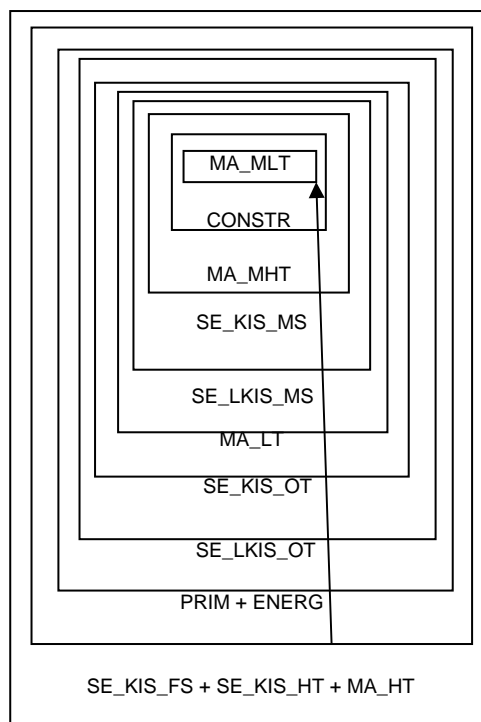 MA_MLT
CONSTR
MA_MHT
SE_KIS_MS
SE_LKIS_MS
MA_LT
SE_KIS_OT
SE_LKIS_OT
PRIM + ENERG
SE_KIS_FS + SE_KIS_HT + MA_HT